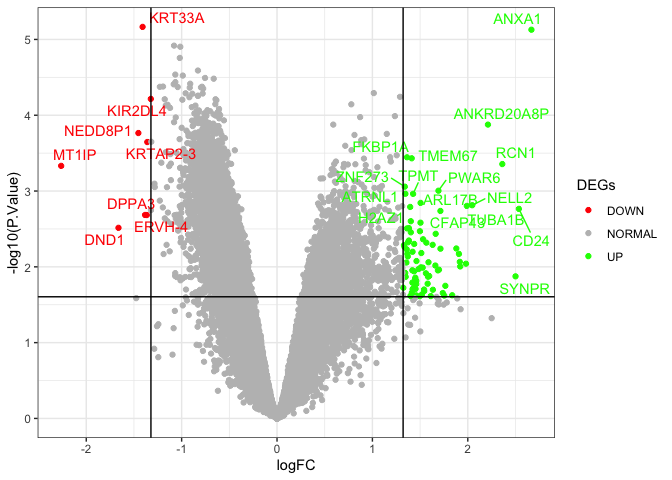 KRT33A
ANXA1
KIR2DL4
ANKRD20A8P
NEDD8P1
FKBP1A
RCN1
MT1IP
KRTAP2-3
TMEM67
ZNF273
TPMT
PWAR6
ATRNL1
ARL17B
NELL2
DPPA3
H2AZ1
CFAP43
TUBA1B
ERVH-4
DND1
CD24
SYNPR
-log10(P.Value)
5
4
3
2
1
0
-2
-1
0
1
2
logFC
DEGs
DOWN
NORMAL
UP